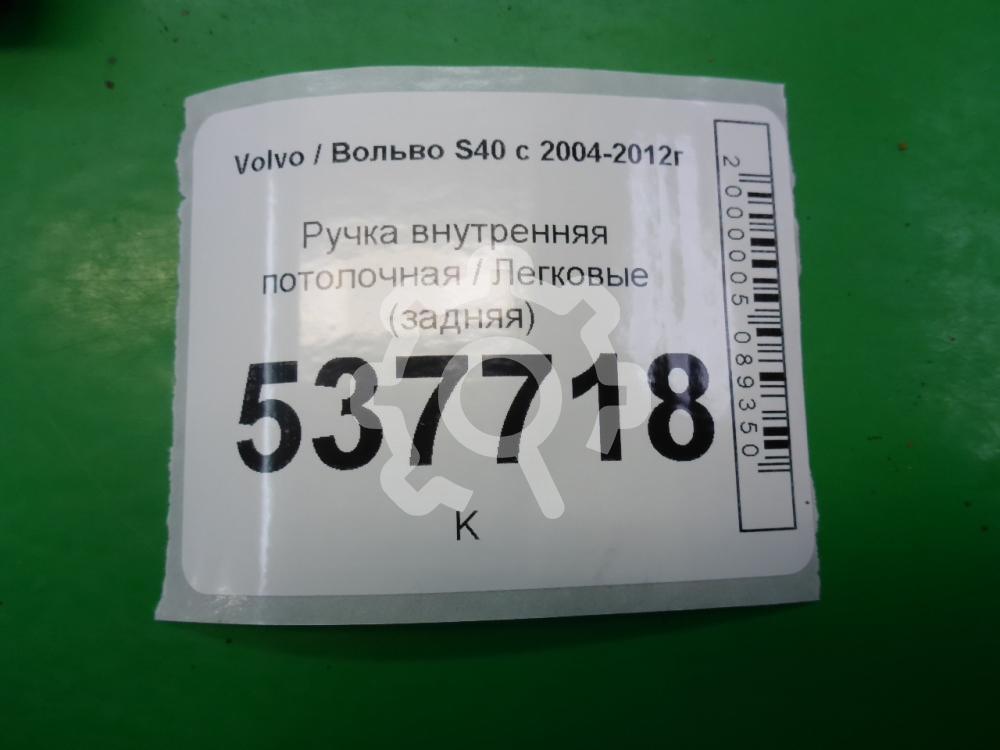 Volvo / Вольво S40 с 2004-2012г
Ручка внутренняя
потолочная / Легковые
(задняя)
537718
К
2000005089350